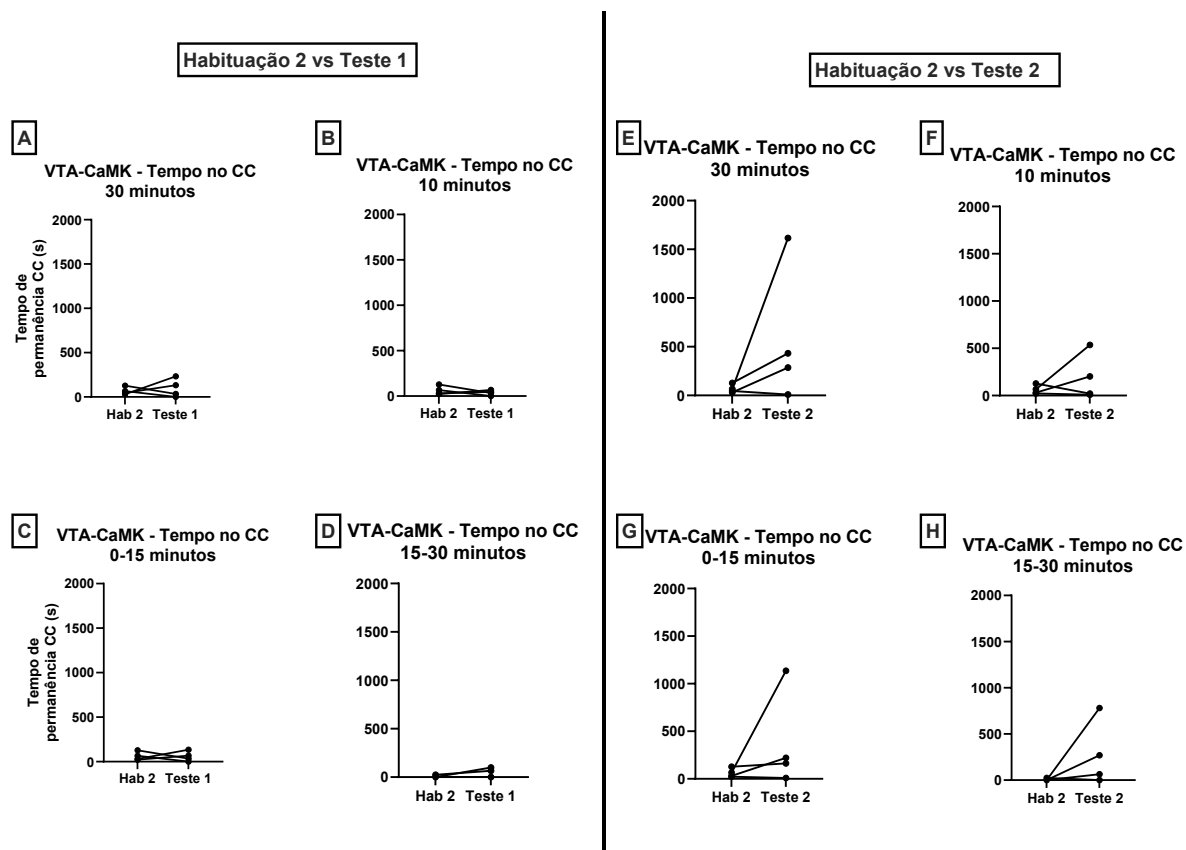 Habituação 2 vs Teste 1
A
VTA-CaMK - Tempo no CC
30 minutos
Tempo de
permanência CC (s)
2000
1500
1000
500
0
Hab 2 Teste 1
B
VTA-CaMK - Tempo no CC
10 minutos
2000
1500
1000
500
0
Hab 2 Teste 1
C
VTA-CaMK - Tempo no CC
0-15 minutos
Tempo de
permanência CC (s)
2000
1500
1000
500
0
Hab 2 Teste 1
D
VTA-CaMK - Tempo no CC
15-30 minutos
2000
1500
1000
500
0
Hab 2 Teste 1
Habituação 2 vs Teste 2
E
VTA-CaMK - Tempo no CC
30 minutos
2000
1500
1000
500
0
Hab 2 Teste 2
F
VTA-CaMK - Tempo no CC
10 minutos
2000
1500
1000
500
0
Hab 2 Teste 2
G
VTA-CaMK - Tempo no CC
0-15 minutos
2000
1500
1000
500
0
Hab 2 Teste 2
H
VTA-CaMK - Tempo no CC
15-30 minutos
2000
1500
1000
500
0
Hab 2 Teste 2